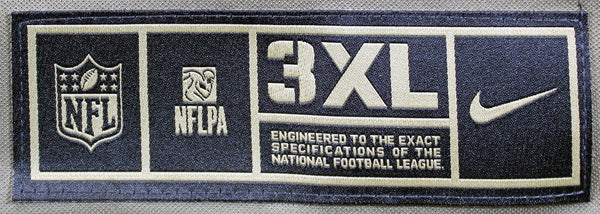 NFL
NFLPA
3XL
ENGINEERED TO THE EXACT
SPECIFICATIONS OF THE
NATIONAL FOOTBALL LEAGUE.